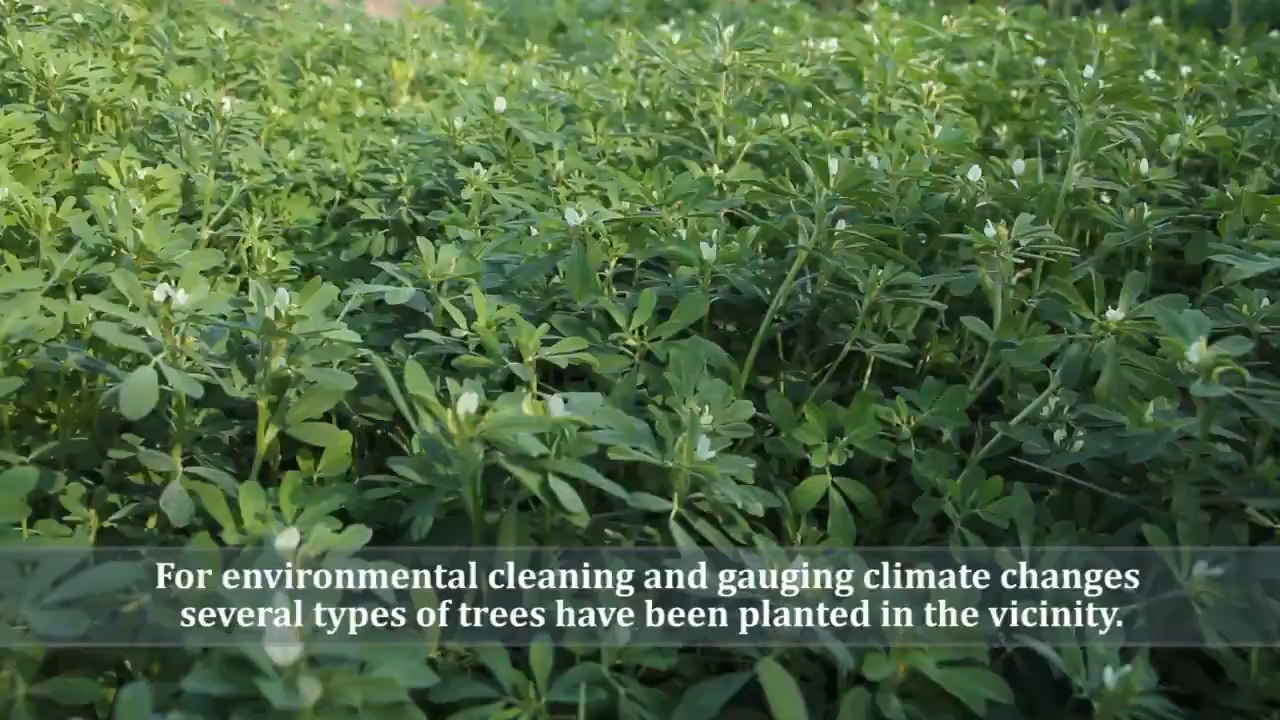 For environmental cleaning and gauging climate changes
several types of trees have been planted in the vicinity.